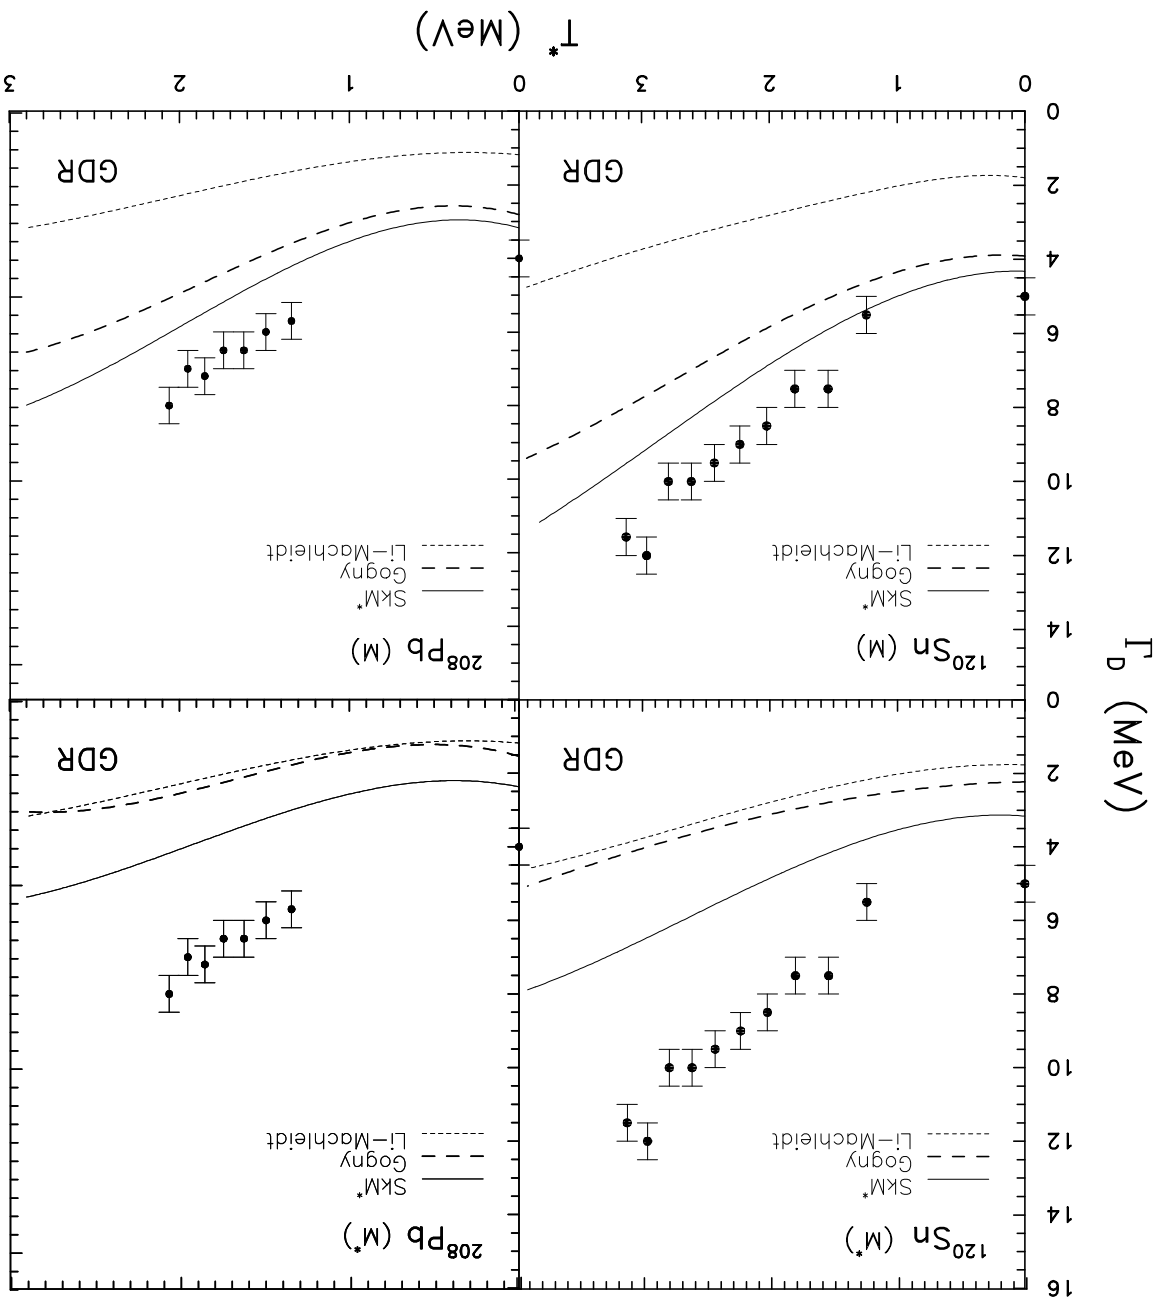 16
14
12
10
8
6
4
2
0
¹²⁰Sn (M*)
SkM*
Gogny
Li–Machleidt
GDR
²⁰⁸Pb (M*)
SkM*
Gogny
Li–Machleidt
GDR
Γ_D (MeV)
14
12
10
8
6
4
2
0
¹²⁰Sn (M)
SkM*
Gogny
Li–Machleidt
GDR
²⁰⁸Pb (M)
SkM*
Gogny
Li–Machleidt
GDR
0 1 2 3 0 1 2 3
T* (MeV)